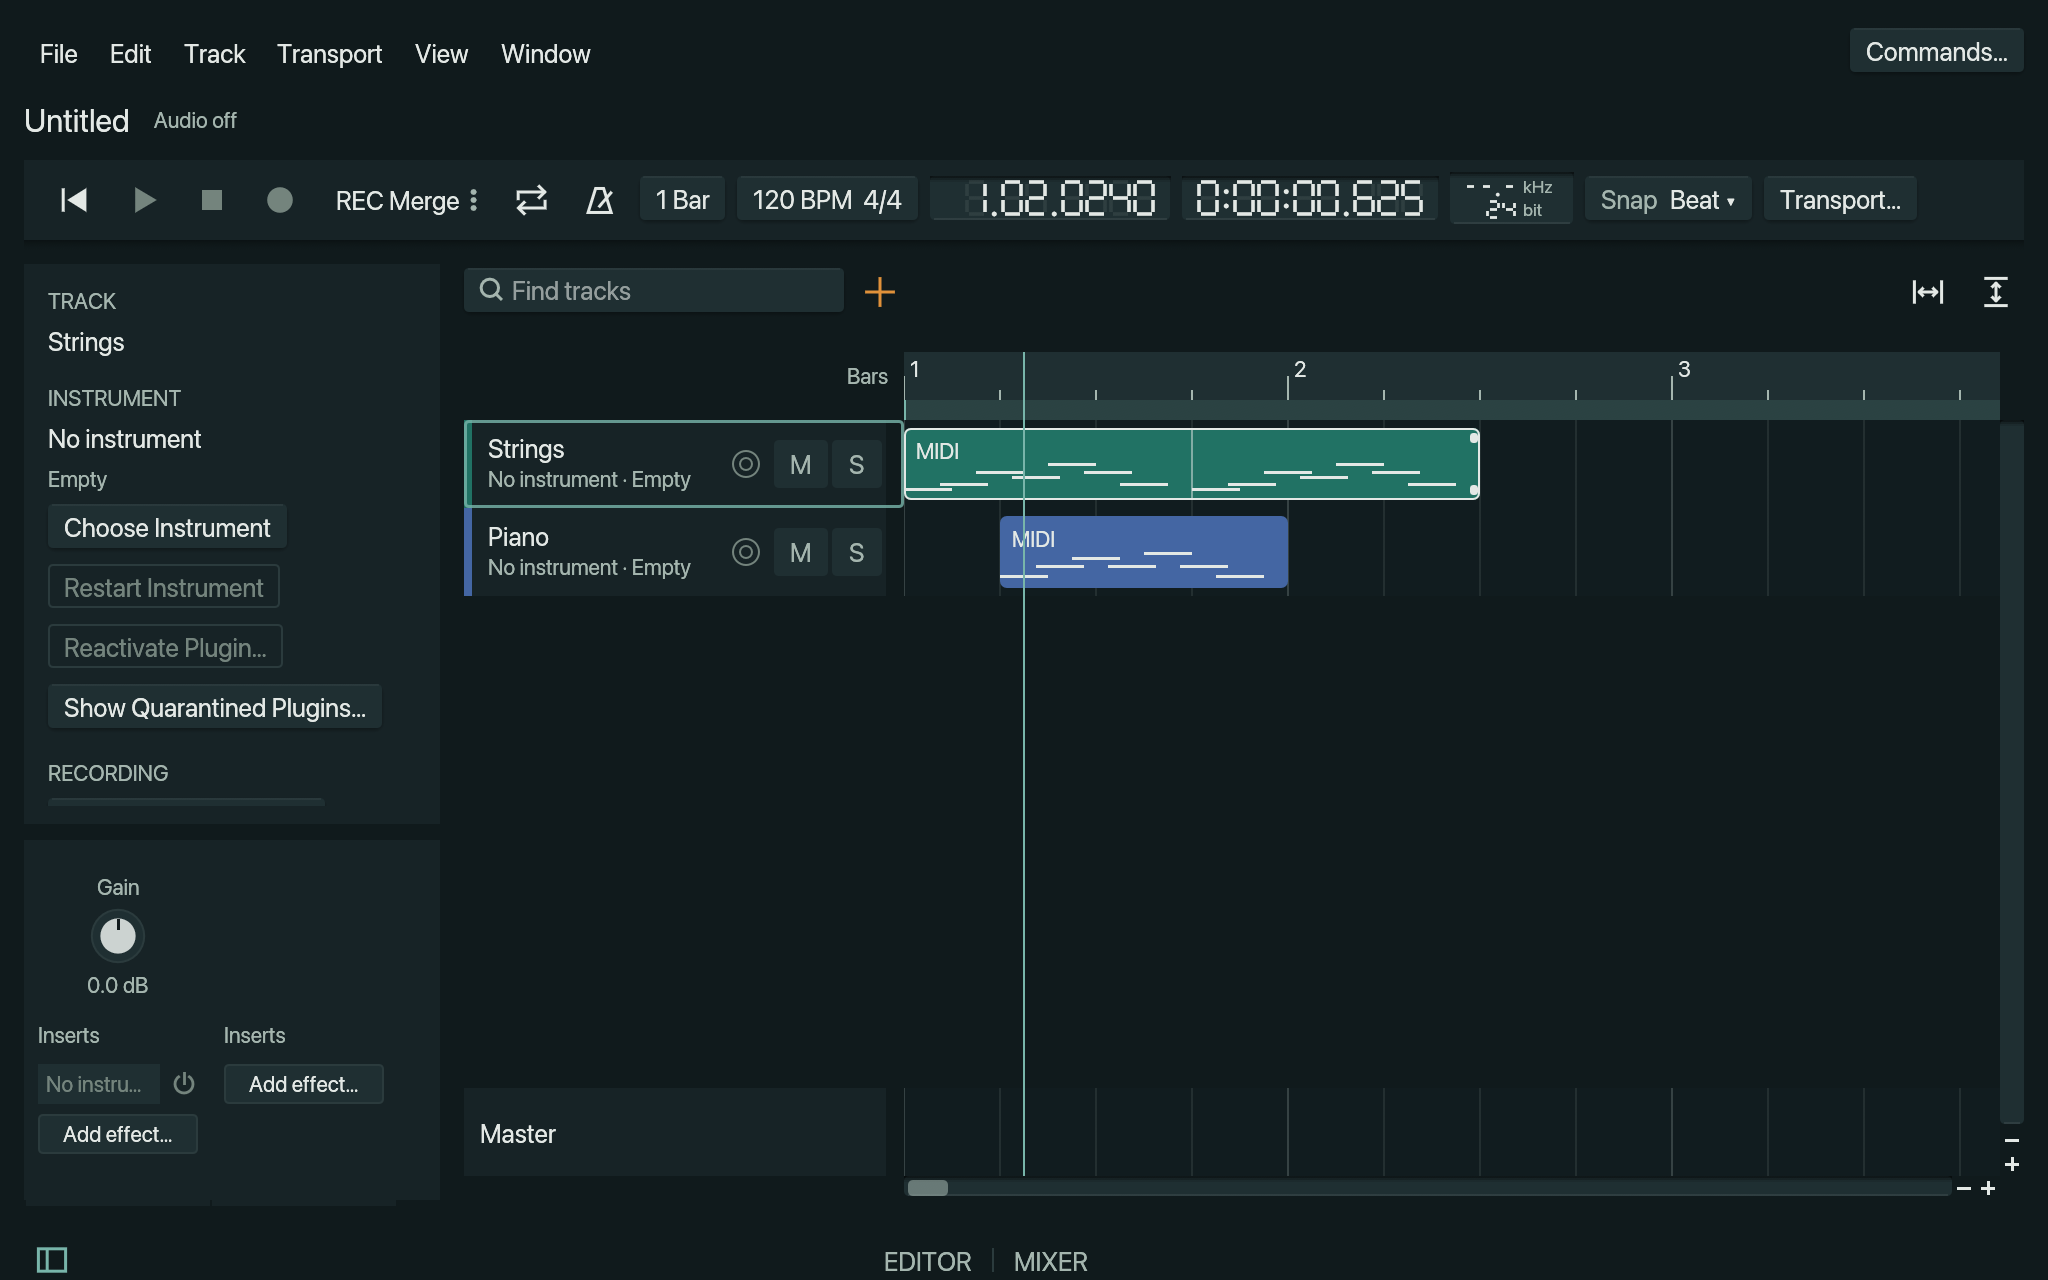 File Edit Track Transport View Window Commands...
Untitled Audio off
REC Merge 1 Bar 120 BPM 4/4 1.02.0240 0:00:00.625 kHz bit Snap Beat Transport...
TRACK
Strings
INSTRUMENT
No instrument
Empty
Choose Instrument
Restart Instrument
Reactivate Plugin...
Show Quarantined Plugins...
RECORDING
Gain
0.0 dB
Inserts Inserts
No instru... Add effect...
Add effect...
Find tracks
Bars 1 2 3
Strings
No instrument · Empty M S MIDI
Piano
No instrument · Empty M S MIDI
Master
EDITOR MIXER